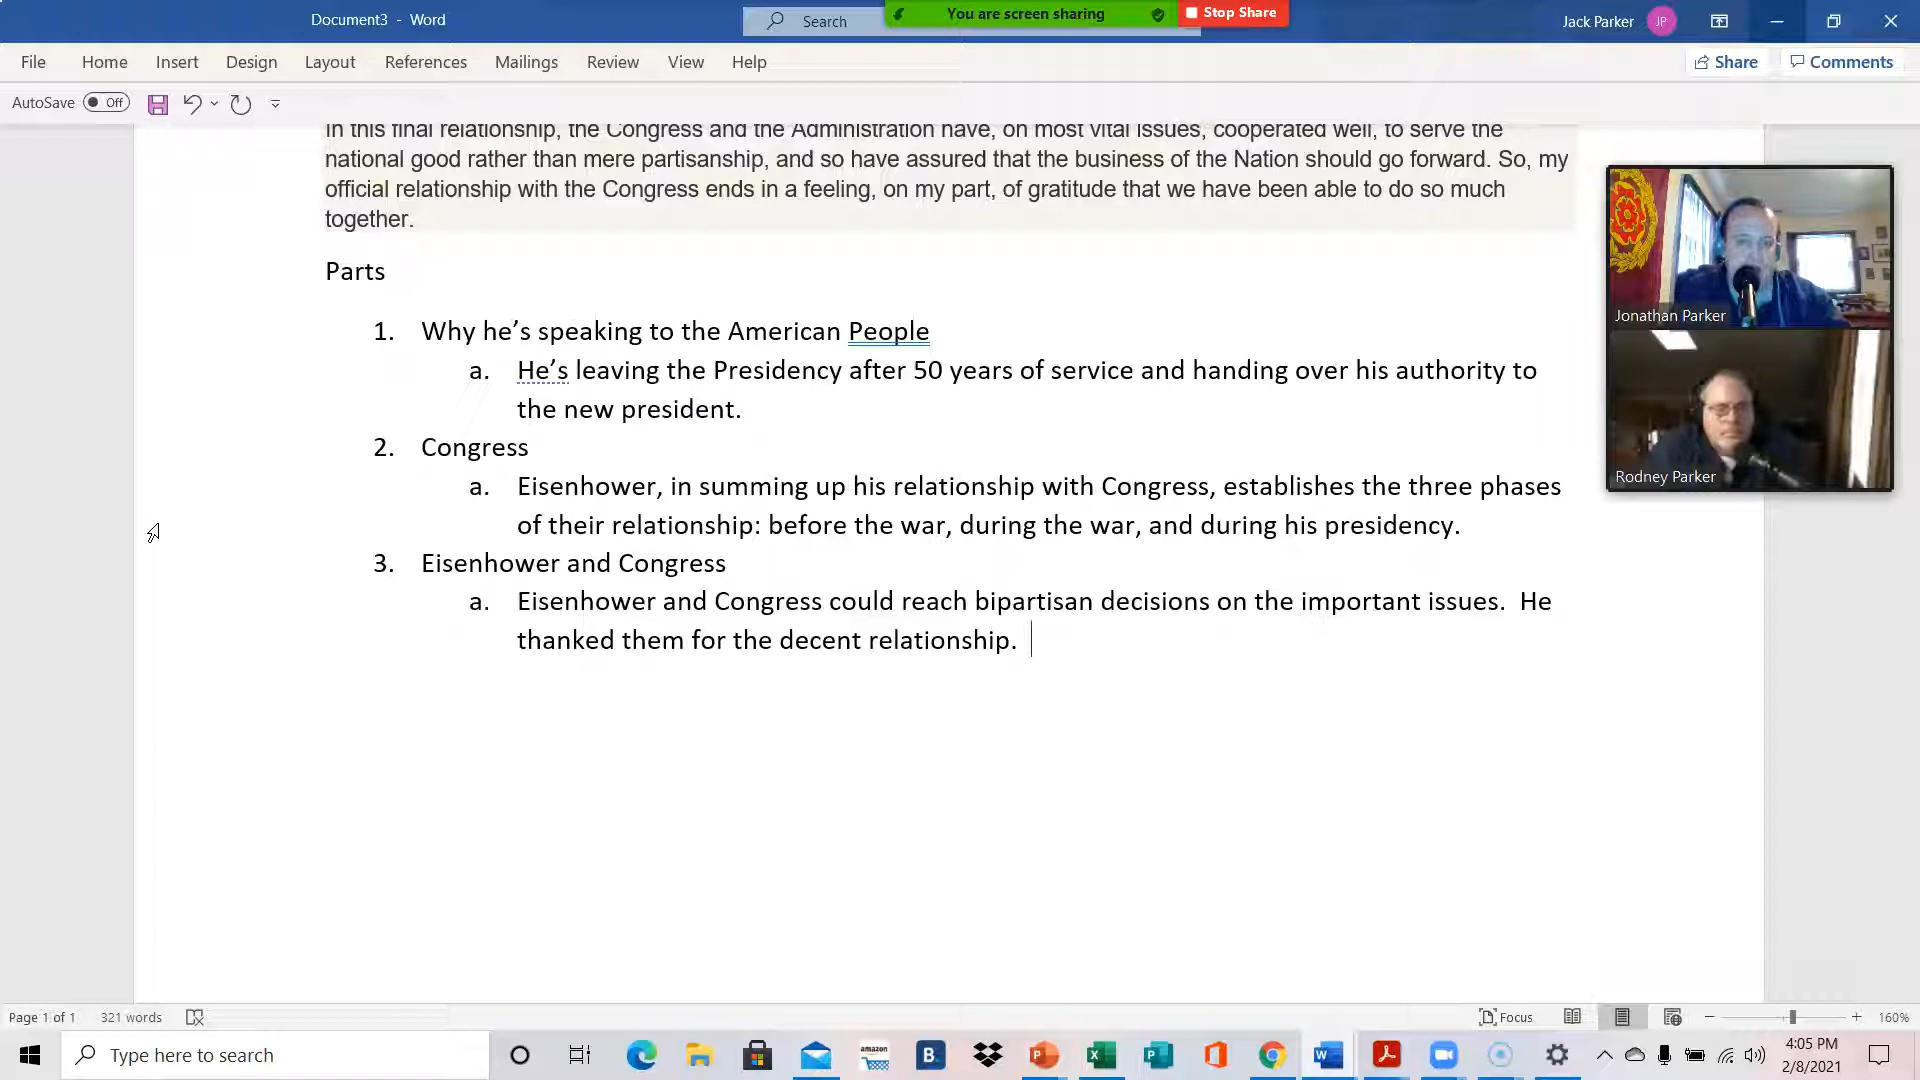 Document3 - Word
Search
You are screen sharing
Stop Share
Jack Parker
JP
File
Home
Insert
Design
Layout
References
Mailings
Review
View
Help
Share
Comments
AutoSave
Off
In this final relationship, the Congress and the Administration have, on most vital issues, cooperated well, to serve the
national good rather than mere partisanship, and so have assured that the business of the Nation should go forward. So, my
official relationship with the Congress ends in a feeling, on my part, of gratitude that we have been able to do so much
together.
Jonathan Parker
Rodney Parker
Parts
1. Why he’s speaking to the American People
a. He’s leaving the Presidency after 50 years of service and handing over his authority to
the new president.
2. Congress
a. Eisenhower, in summing up his relationship with Congress, establishes the three phases
of their relationship: before the war, during the war, and during his presidency.
3. Eisenhower and Congress
a. Eisenhower and Congress could reach bipartisan decisions on the important issues. He
thanked them for the decent relationship.
Page 1 of 1
321 words
Focus
160%
Type here to search
amazon
B.
4:05 PM
2/8/2021